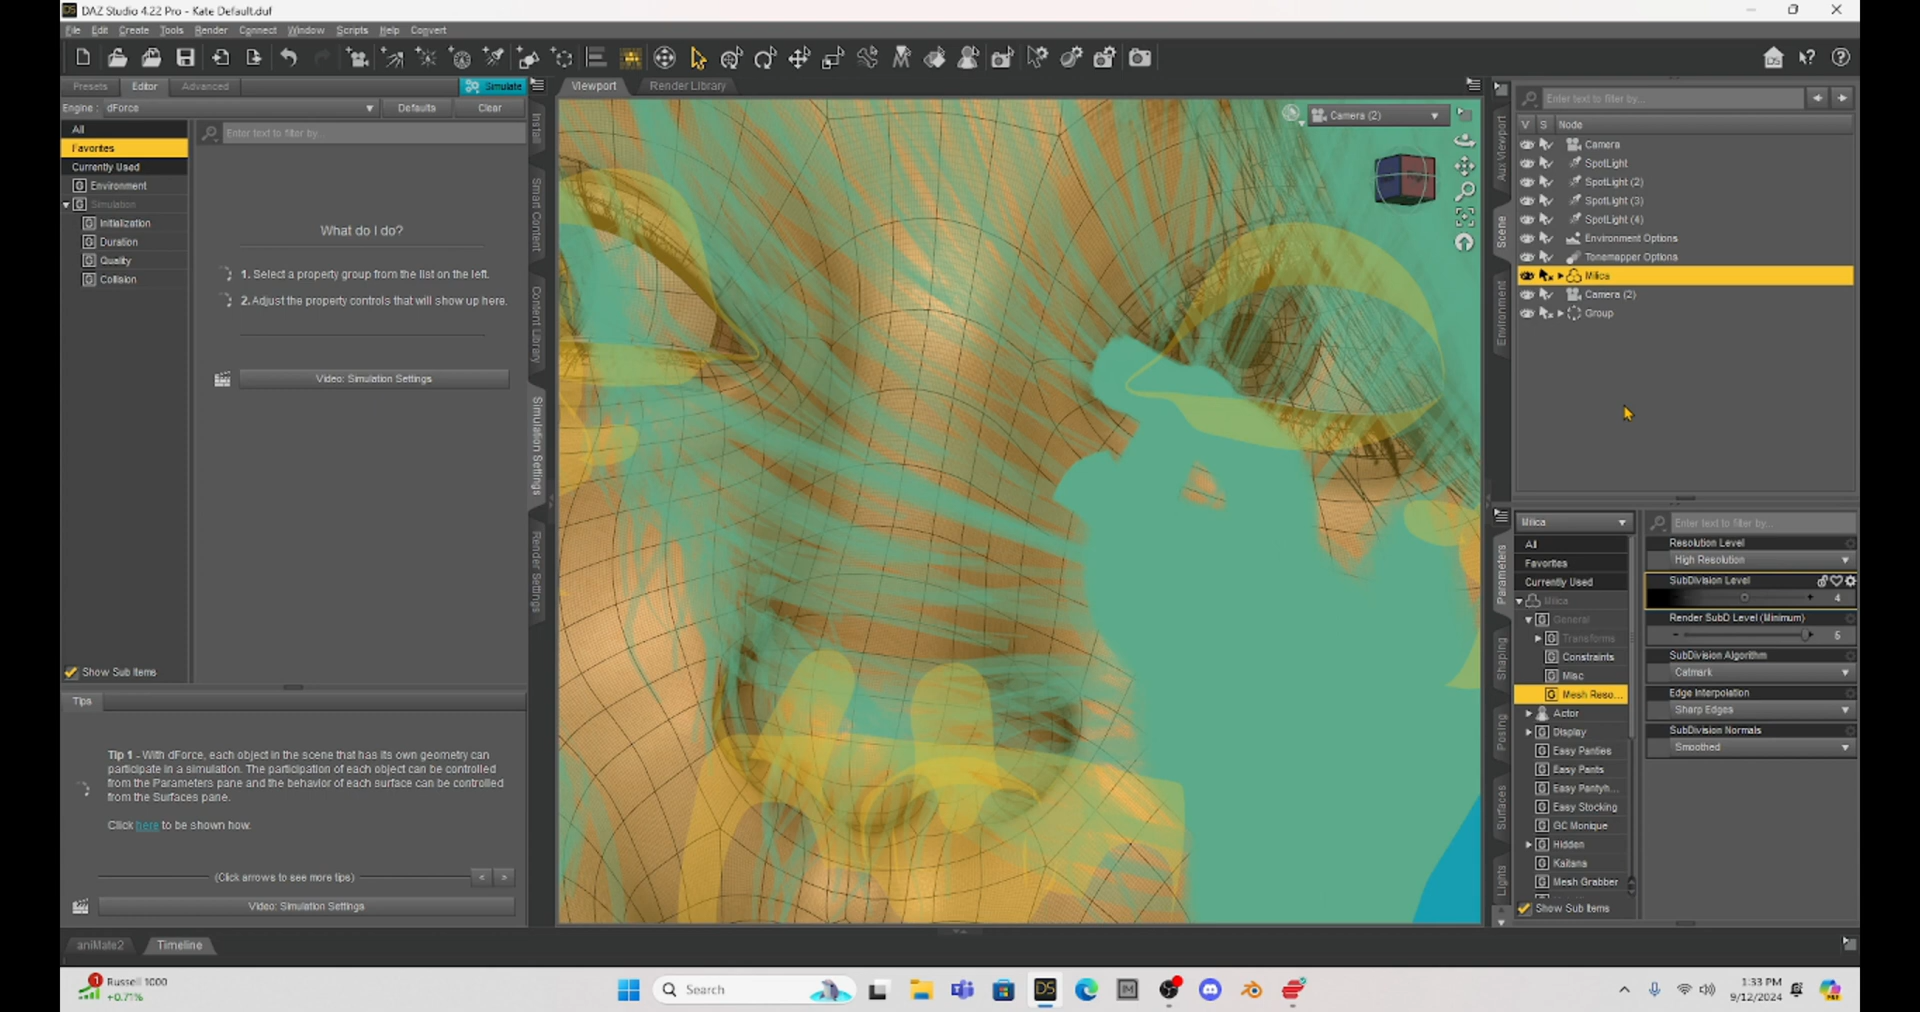 DAZ Studio 4.22 Pro - Kate Default.duf
File Edit Create Tools Render Connect Window Scripts Help Convert
Presets Editor Advanced Simulate
Engine : dForce Defaults Clear
All
Favorites
Currently Used
Environment
Simulation
Initialization
Duration
Quality
Collision
Show Sub Items
Enter text to filter by...
What do I do?
1. Select a property group from the list on the left.
2. Adjust the property controls that will show up here.
Video: Simulation Settings
Tips
Tip 1 - With dForce, each object in the scene that has its own geometry can
participate in a simulation. The participation of each object can be controlled
from the Parameters pane and the behavior of each surface can be controlled
from the Surfaces pane.
Click here to be shown how.
(Click arrows to see more tips) < >
Video: Simulation Settings
Install
Smart Content
Content Library
Simulation Settings
Render Settings
Viewport Render Library
Camera (2)
Aux Viewport
Scene
Environment
Enter text to filter by...
V S Node
Camera
SpotLight
SpotLight (2)
SpotLight (3)
SpotLight (4)
Environment Options
Tonemapper Options
Milica
Camera (2)
Group
Parameters
Shaping
Posing
Surfaces
Lights
Milica
All
Favorites
Currently Used
Milica
General
Transforms
Constraints
Misc
Mesh Reso...
Actor
Display
Easy Panties
Easy Pants
Easy Pantyh...
Easy Stocking
GC Monique
Hidden
Kaitana
Mesh Grabber
Show Sub Items
Enter text to filter by...
Resolution Level
High Resolution
SubDivision Level
4
Render SubD Level (Minimum)
5
SubDivision Algorithm
Catmark
Edge Interpolation
Sharp Edges
SubDivision Normals
Smoothed
aniMate2 Timeline
1
Russell 1000
+0.71%
Search
DS
M
1:33 PM
9/12/2024